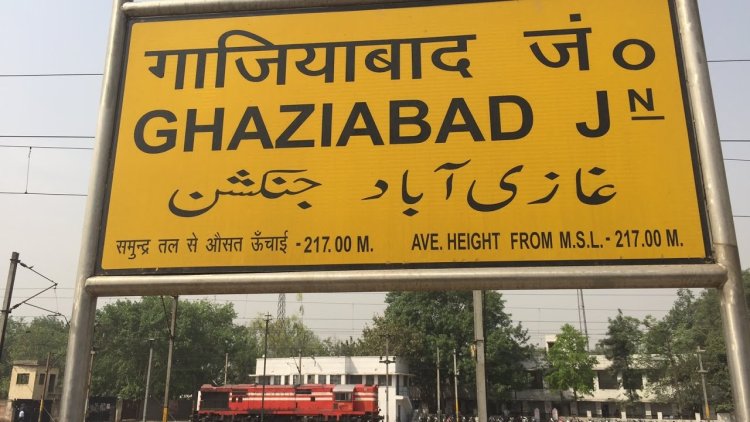 गाजियाबाद जं०
GHAZIABAD JN
غازی آباد جنکشن
समुन्द्र तल से औसत ऊँचाई - 217.00 M. AVE. HEIGHT FROM M.S.L. - 217.00 M.